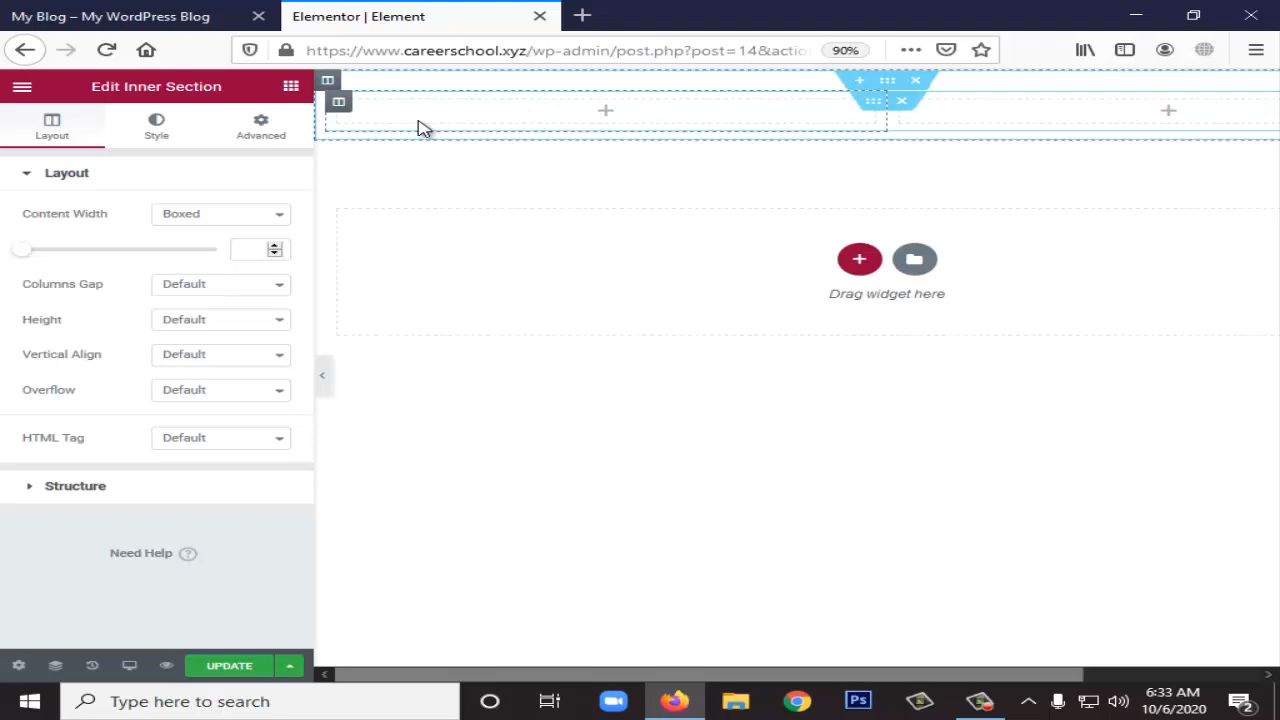 My Blog – My WordPress Blog
Elementor | Element
https://www.careerschool.xyz/wp-admin/post.php?post=14&actio
90%
Edit Inner Section
Layout
Style
Advanced
Layout
Content Width
Boxed
Columns Gap
Default
Height
Default
Vertical Align
Default
Overflow
Default
HTML Tag
Default
Structure
Need Help
Drag widget here
UPDATE
Type here to search
Ps
6:33 AM
10/6/2020
2